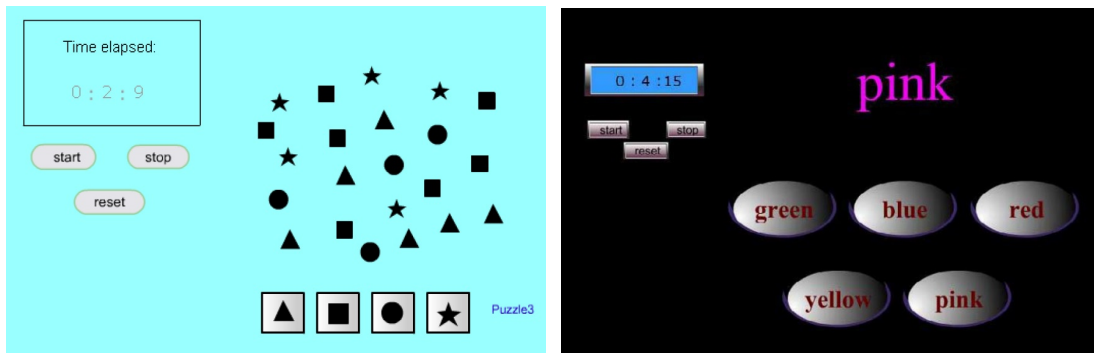 Time elapsed:
0 : 2 : 9
start
stop
reset
Puzzle3
0 : 4 :15
start
stop
reset
pink
green
blue
red
yellow
pink